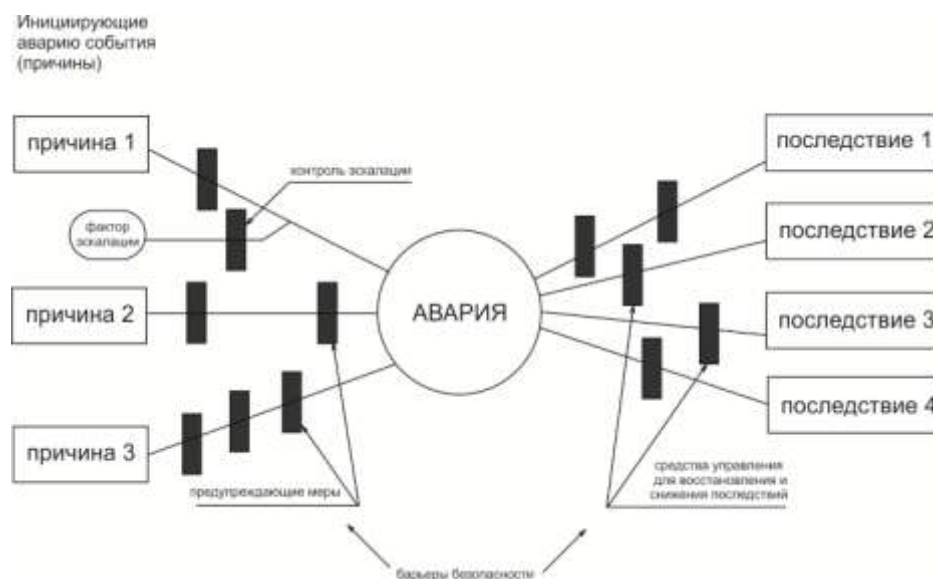 Инициирующие
аварию события
(причины)
причина 1
последствие 1
контроль эскалации
фактор
эскалации
последствие 2
причина 2
АВАРИЯ
последствие 3
последствие 4
причина 3
средства управления
для восстановления и
снижения последствий
предупреждающие меры
барьеры безопасности